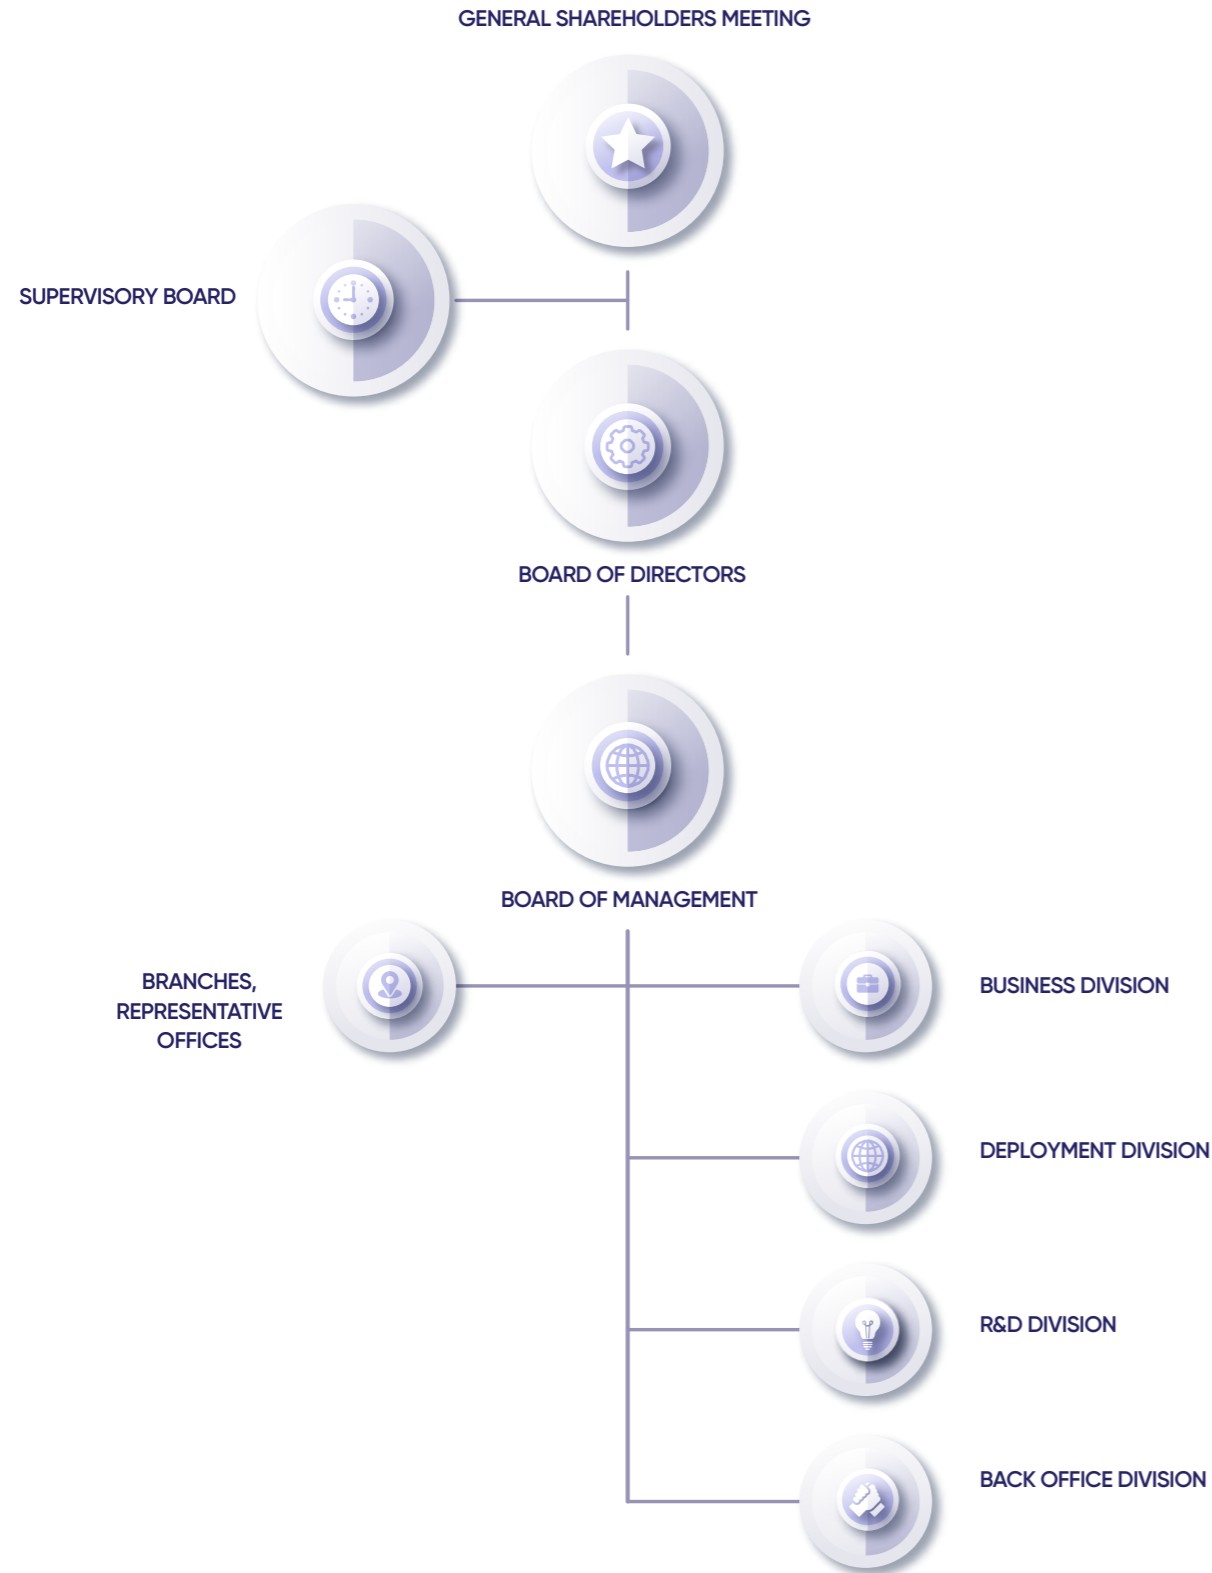 GENERAL SHAREHOLDERS MEETING
SUPERVISORY BOARD
BOARD OF DIRECTORS
BOARD OF MANAGEMENT
BRANCHES,
REPRESENTATIVE
OFFICES
BUSINESS DIVISION
DEPLOYMENT DIVISION
R&D DIVISION
BACK OFFICE DIVISION